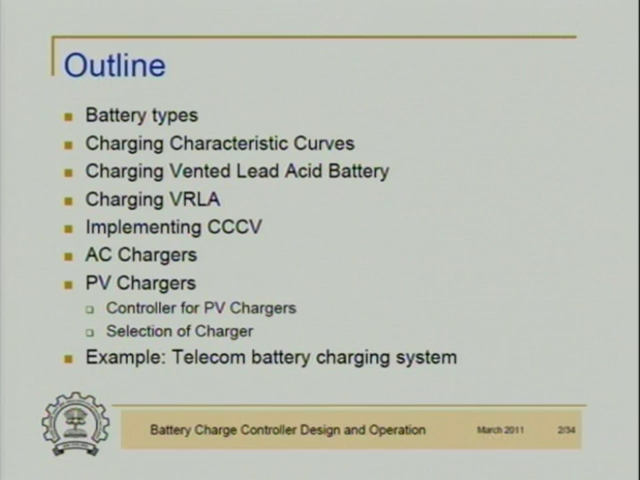 Outline
Battery types
Charging Characteristic Curves
Charging Vented Lead Acid Battery
Charging VRLA
Implementing CCCV
AC Chargers
PV Chargers
Controller for PV Chargers
Selection of Charger
Example: Telecom battery charging system
Battery Charge Controller Design and Operation March 2011 2/34